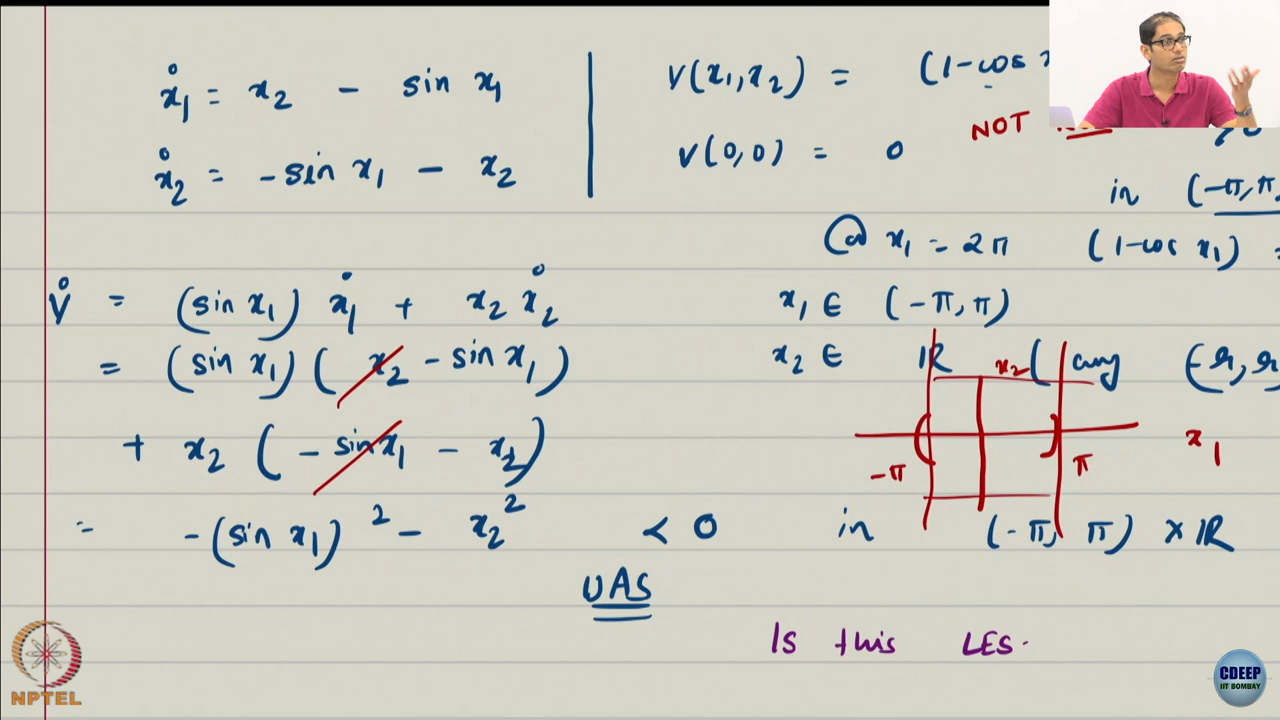 ẋ₁ = x₂ - sin x₁
ẋ₂ = -sin x₁ - x₂
V(x₁, x₂) = (1-cos
V(0,0) = 0
NOT
in (-π, π,
@ x₁ = 2π (1-cos x₁) =
V̇ = (sin x₁) ẋ₁ + x₂ ẋ₂
= (sin x₁) ( x₂ - sin x₁)
+ x₂ ( - sin x₁ - x₂)
= -(sin x₁)² - x₂² < 0 in (-π, π) × ℝ
x₁ ∈ (-π, π)
x₂ ∈ ℝ ( any
x₂
x₁
-π π
UAS
Is this LES.
NPTEL
CDEEP
IIT BOMBAY